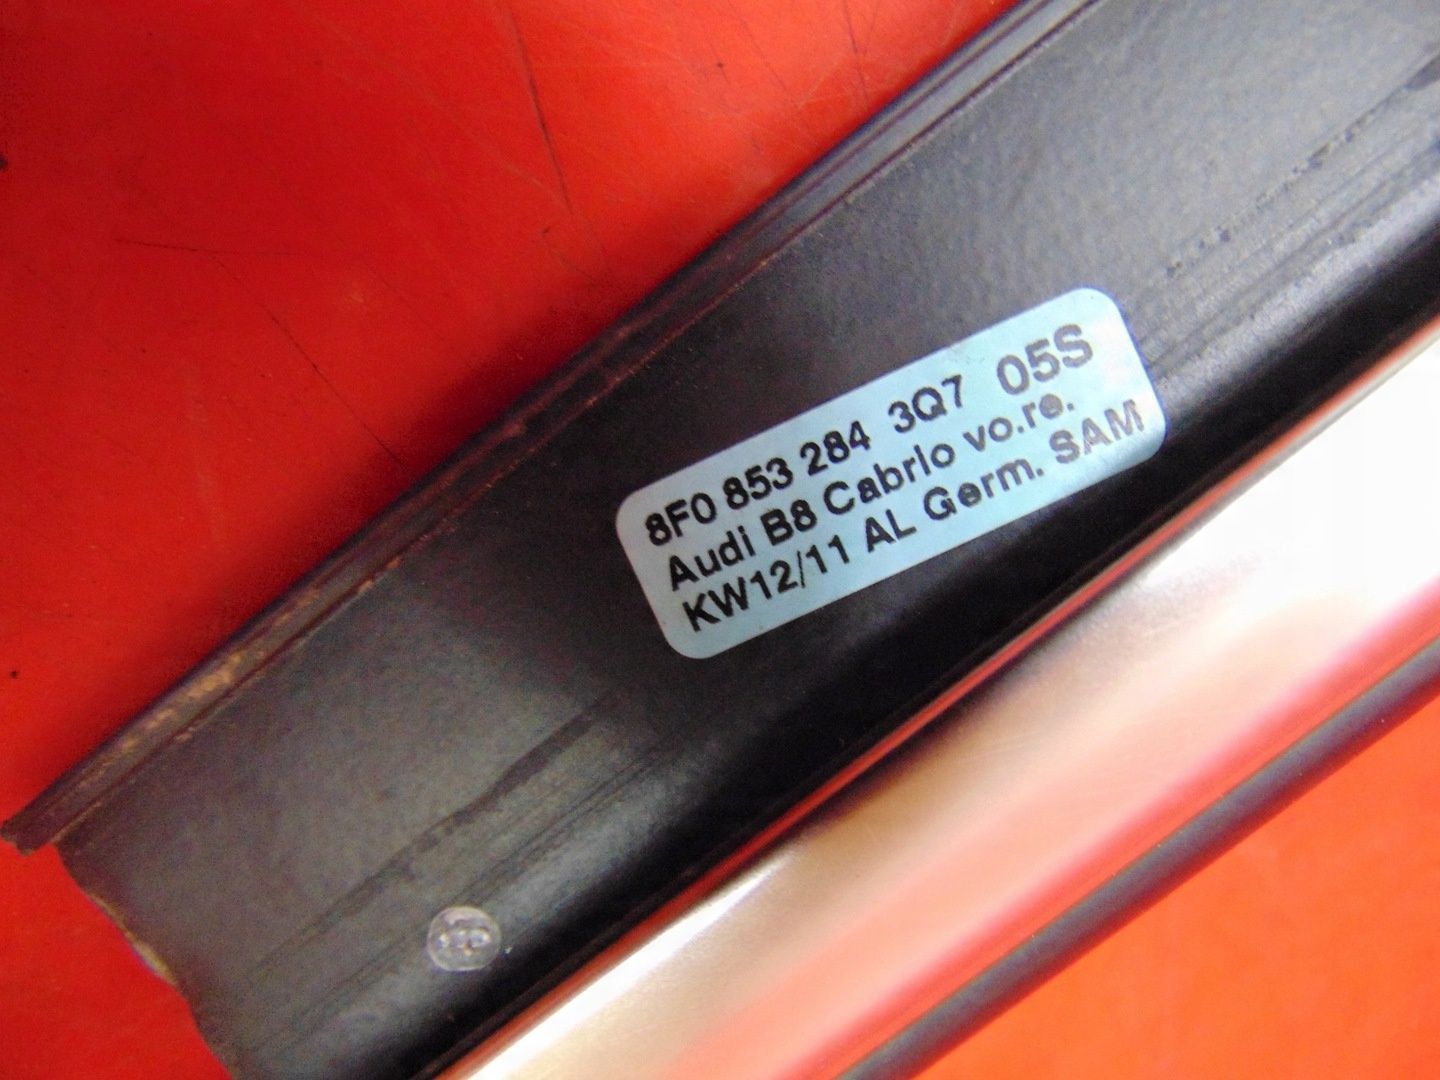 8F0 853 284 3Q7 05S
Audi B8 Cabrio vo.re.
KW12/11 AL Germ. SAM